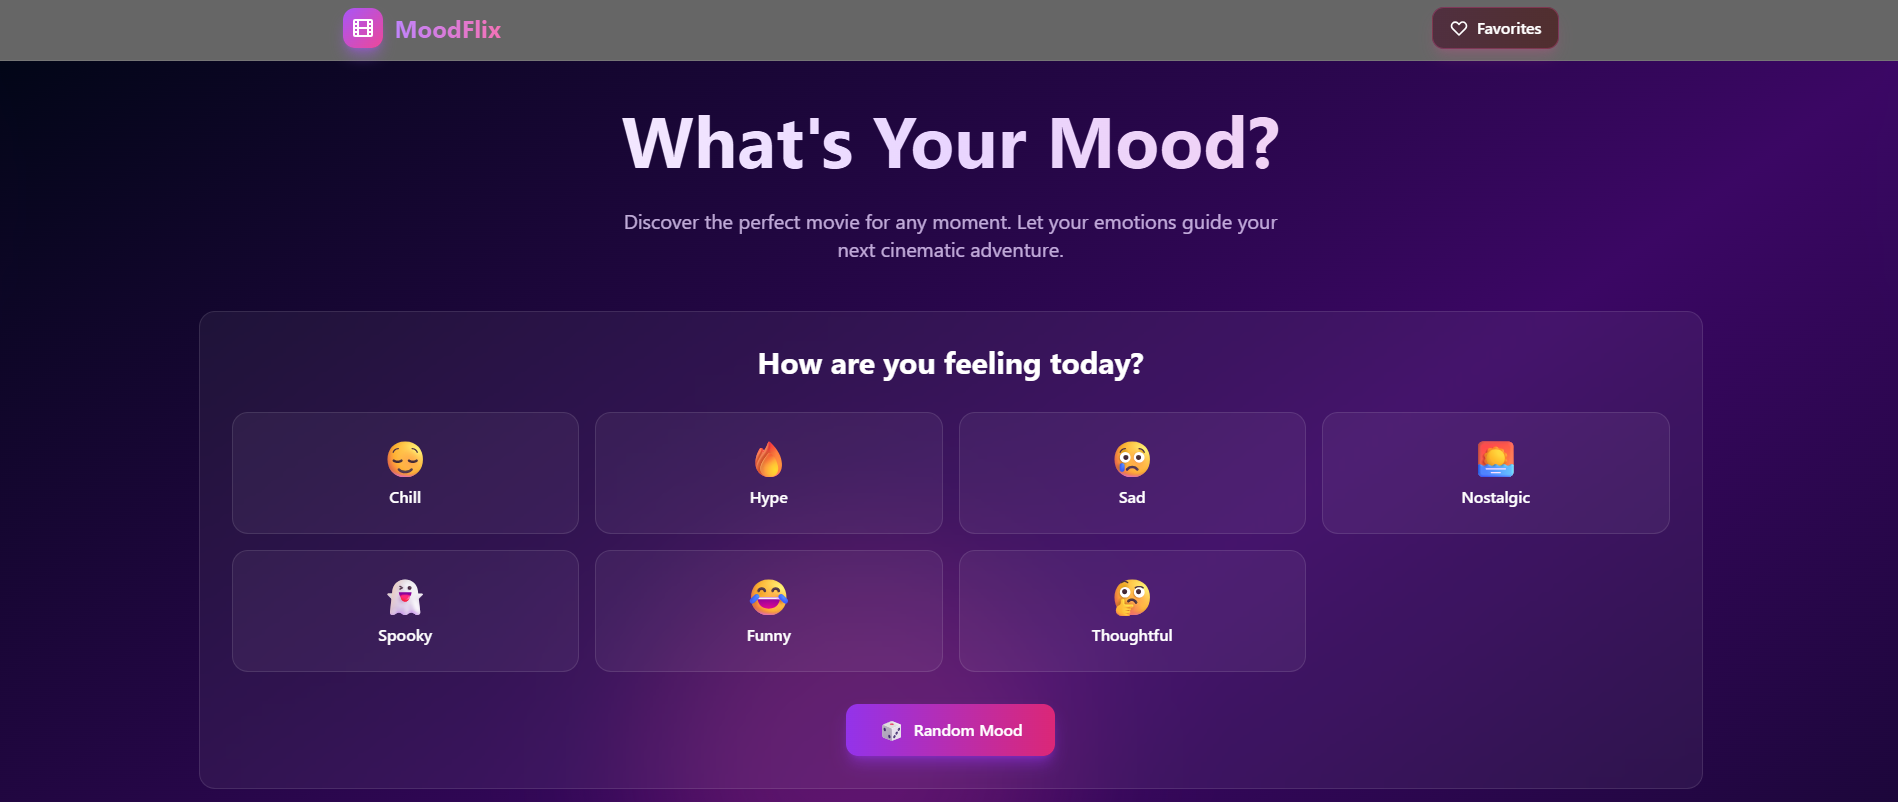 MoodFlix
Favorites
What's Your Mood?
Discover the perfect movie for any moment. Let your emotions guide your
next cinematic adventure.
How are you feeling today?
Chill
Hype
Sad
Nostalgic
Spooky
Funny
Thoughtful
Random Mood